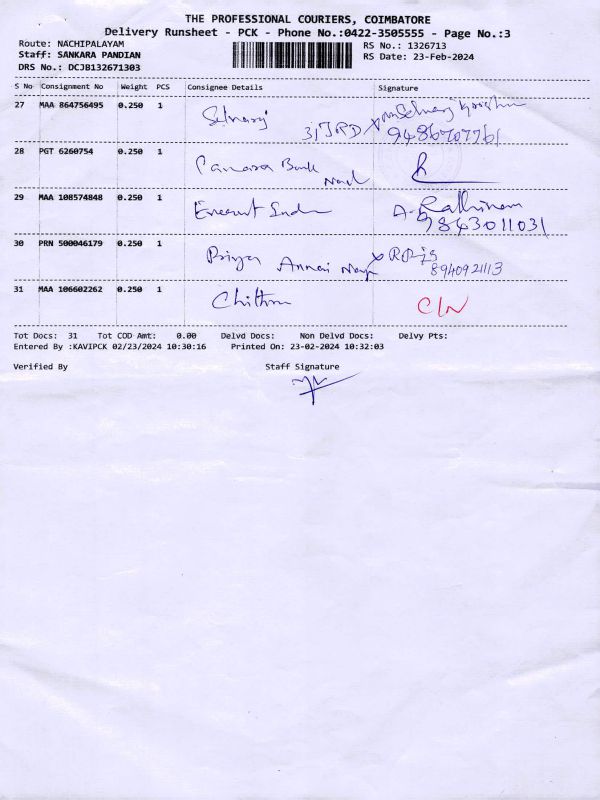 THE PROFESSIONAL COURIERS, COIMBATORE
Delivery Runsheet - PCK - Phone No.:0422-3505555 - Page No.:3
Route: NACHIPALAYAM RS No.: 1326713
Staff: SANKARA PANDIAN RS Date: 23-Feb-2024
DRS No.: DCJB132671303
S No Consignment No Weight PCS Consignee Details Signature
27 MAA 864756495 0.250 1 Selvaraj
31 JRD 9486707761
28 PGT 6260754 0.250 1 Canara Bank
29 MAA 108574848 0.250 1 A. Rathinam
9843011031
30 PRN 500046179 0.250 1 Priya Annai
8940921113
31 MAA 106602262 0.250 1 Chithra C/N
Tot Docs: 31 Tot COD Amt: 0.00 Delvd Docs: Non Delvd Docs: Delvy Pts:
Entered By :KAVIPCK 02/23/2024 10:30:16 Printed On: 23-02-2024 10:32:03
Verified By Staff Signature